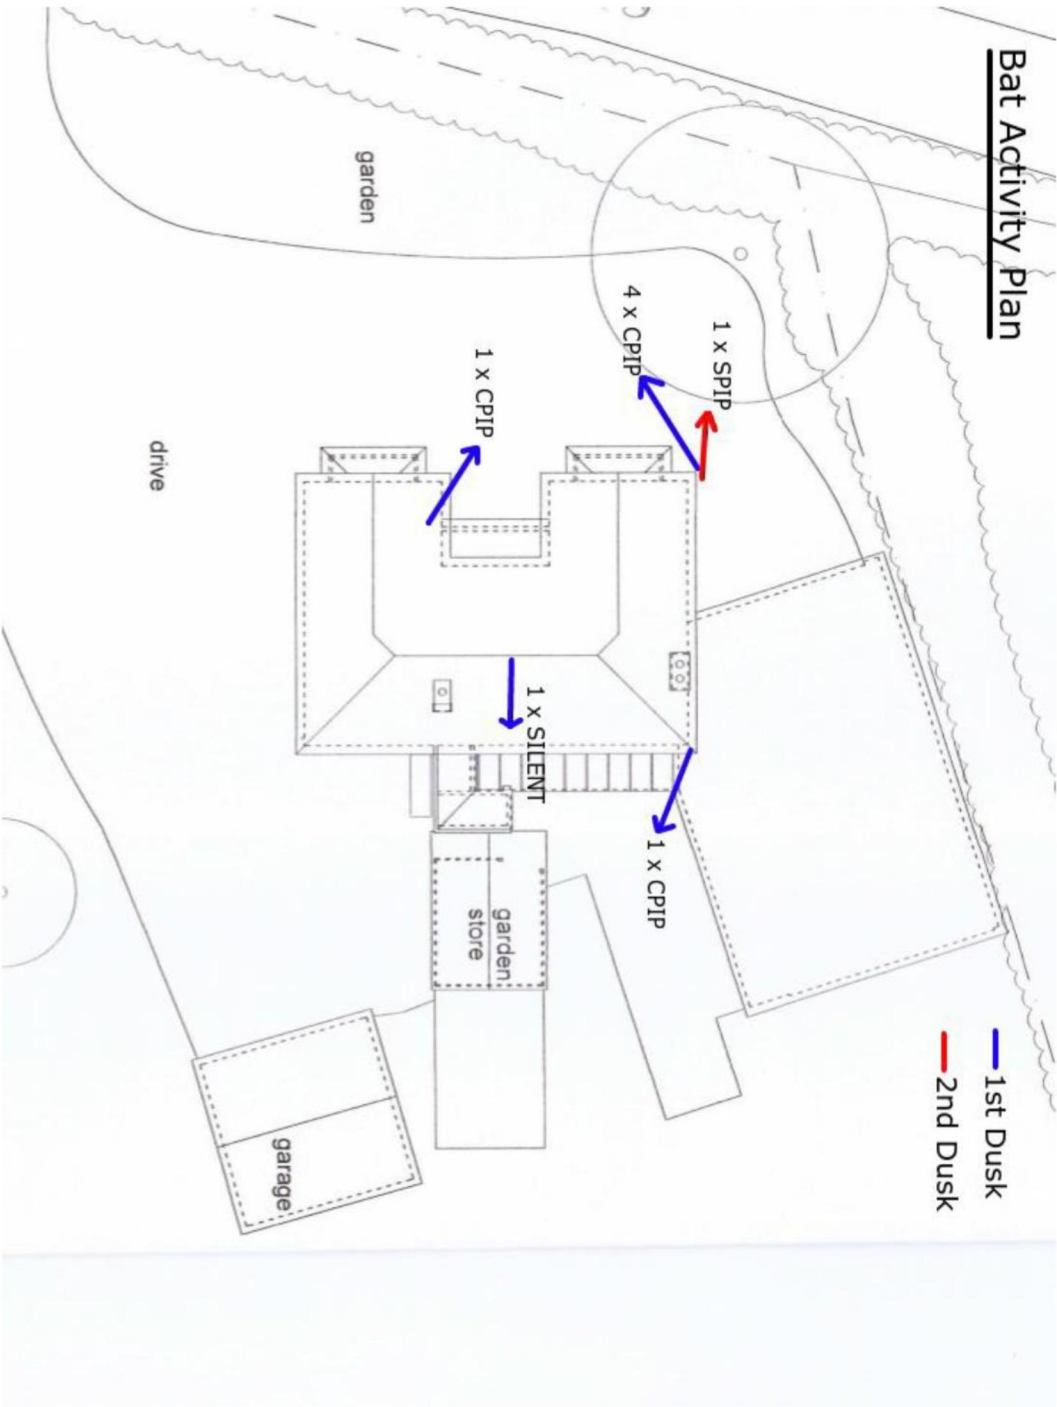 Bat Activity Plan
1st Dusk
2nd Dusk
1 x SPIP
4 x CPIP
1 x CPIP
1 x SILENT
1 x CPIP
garden
drive
garden
store
garage